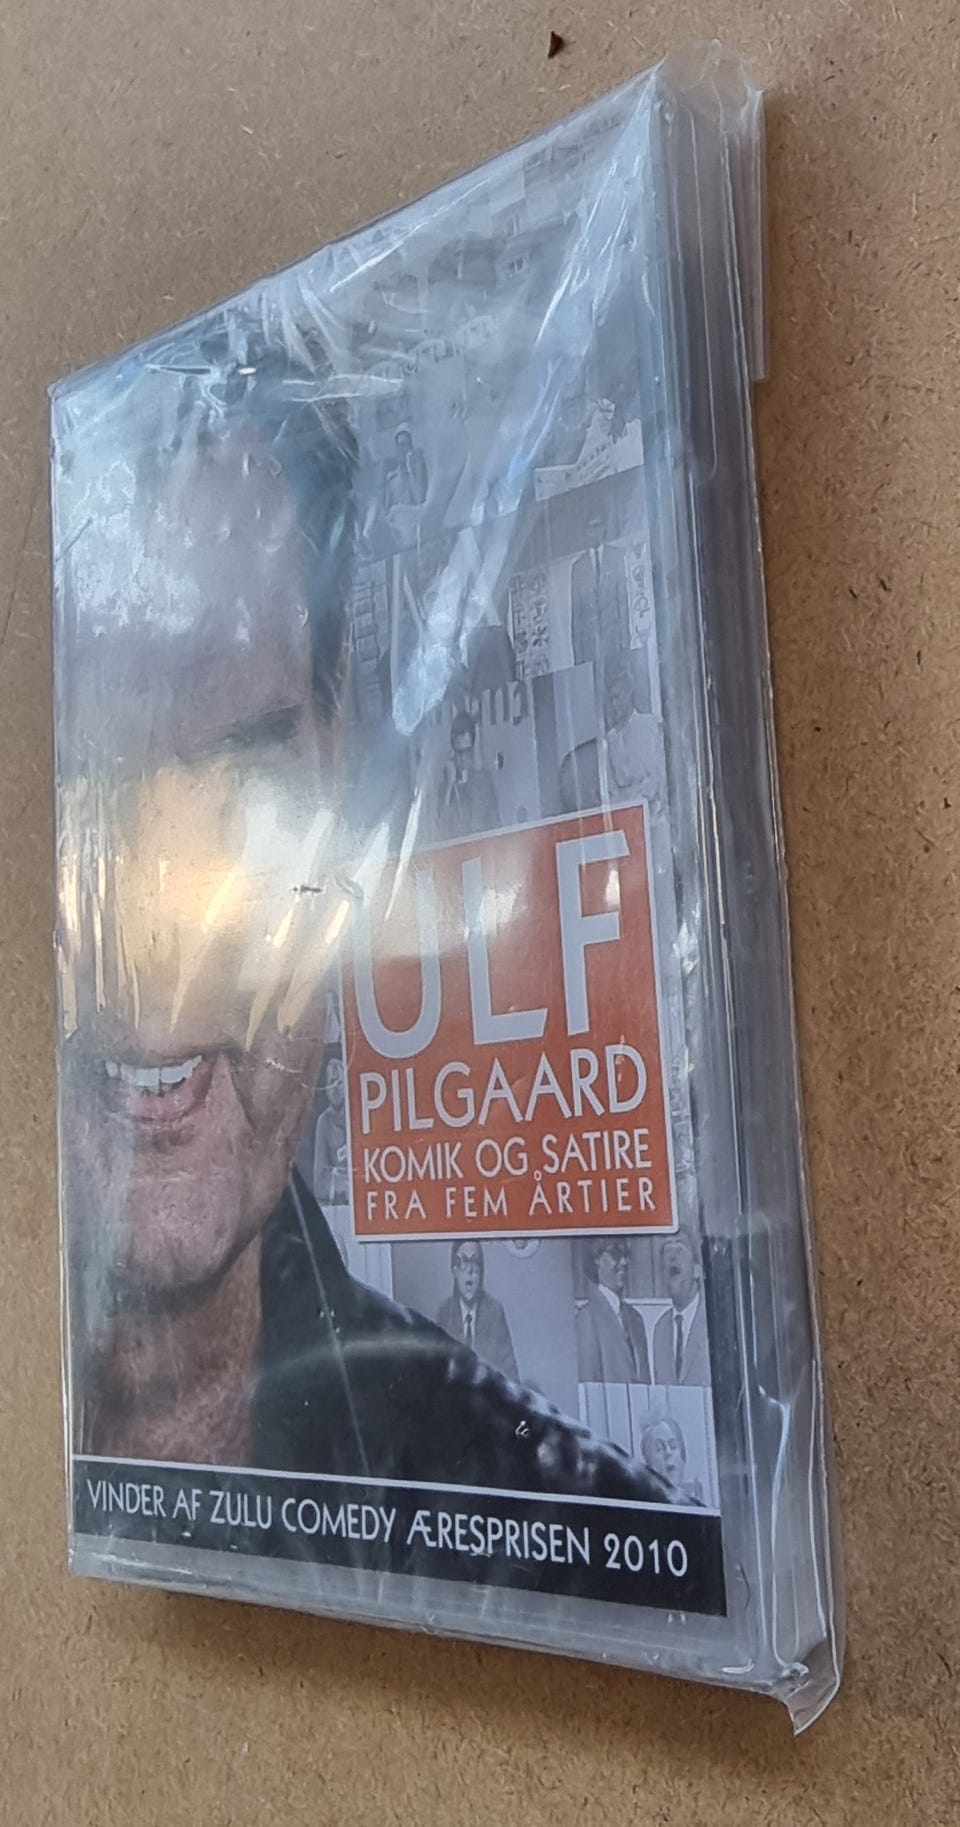 ULF
PILGAARD
KOMIK OG SATIRE
FRA FEM ÅRTIER
VINDER AF ZULU COMEDY ÆRESPRISEN 2010